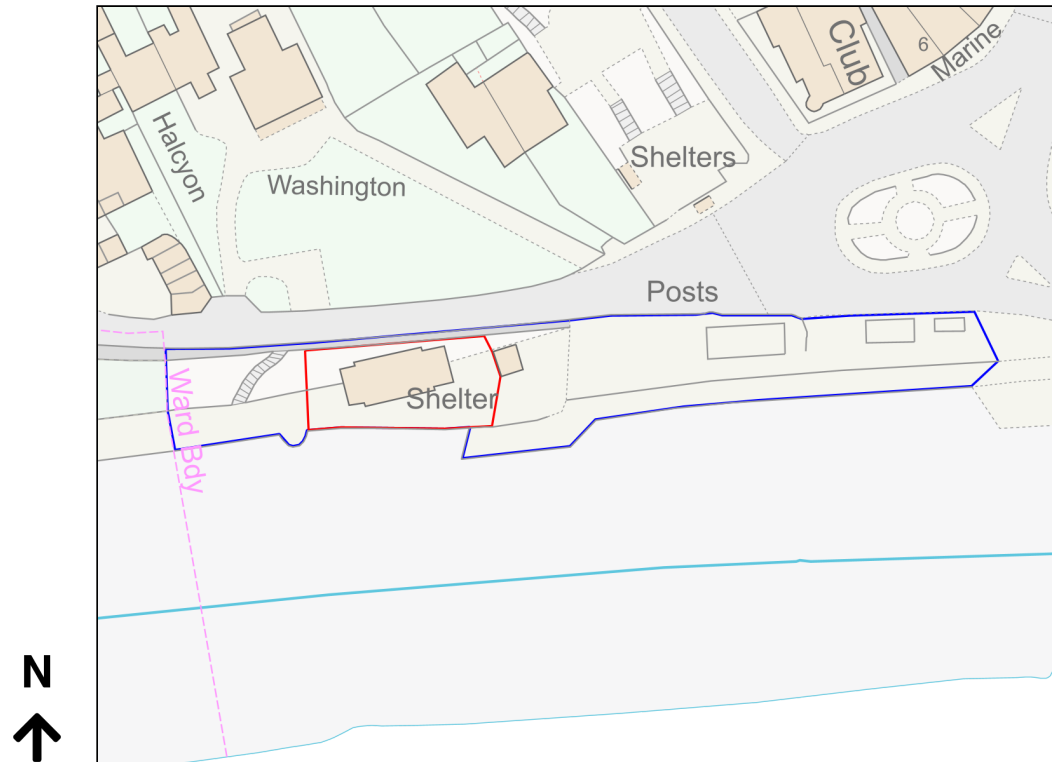 Club
6
Marine
Halcyon
Shelters
Washington
Posts
Shelter
Ward Bdy
N